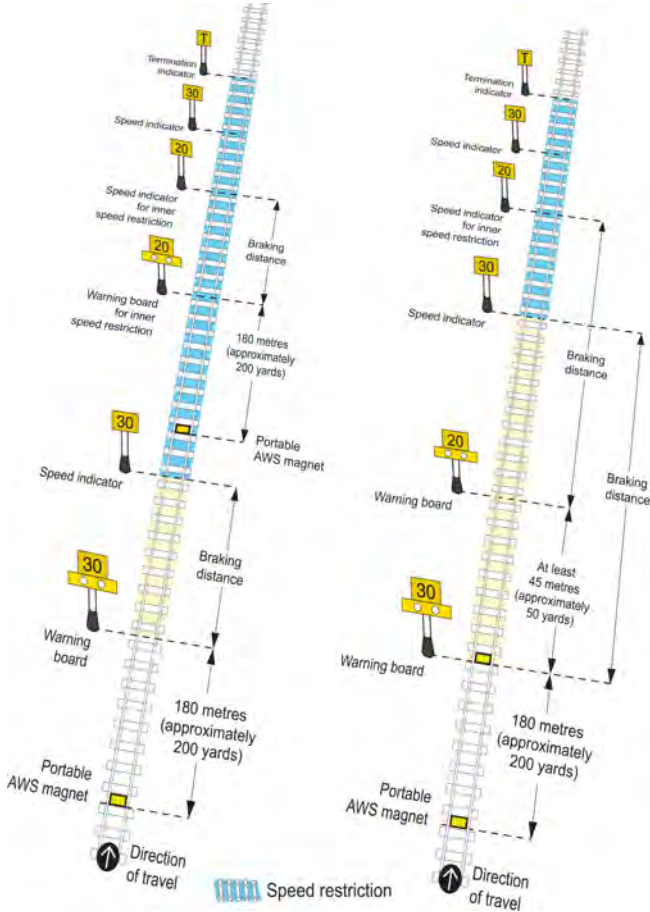 T
Termination
indicator
30
Speed indicator
20
Speed indicator
for inner
speed restriction
Braking
distance
20
Warning board
for inner
speed restriction
180 metres
(approximately
200 yards)
30
Portable
AWS magnet
Speed indicator
Braking
distance
30
Warning
board
180 metres
(approximately
200 yards)
Portable
AWS magnet
Direction
of travel
T
Termination
indicator
30
Speed indicator
20
Speed indicator
for inner
speed restriction
30
Speed indicator
Braking
distance
20
Warning board
Braking
distance
At least
45 metres
(approximately
50 yards)
30
Warning board
180 metres
(approximately
200 yards)
Portable
AWS magnet
Direction
of travel
Speed restriction